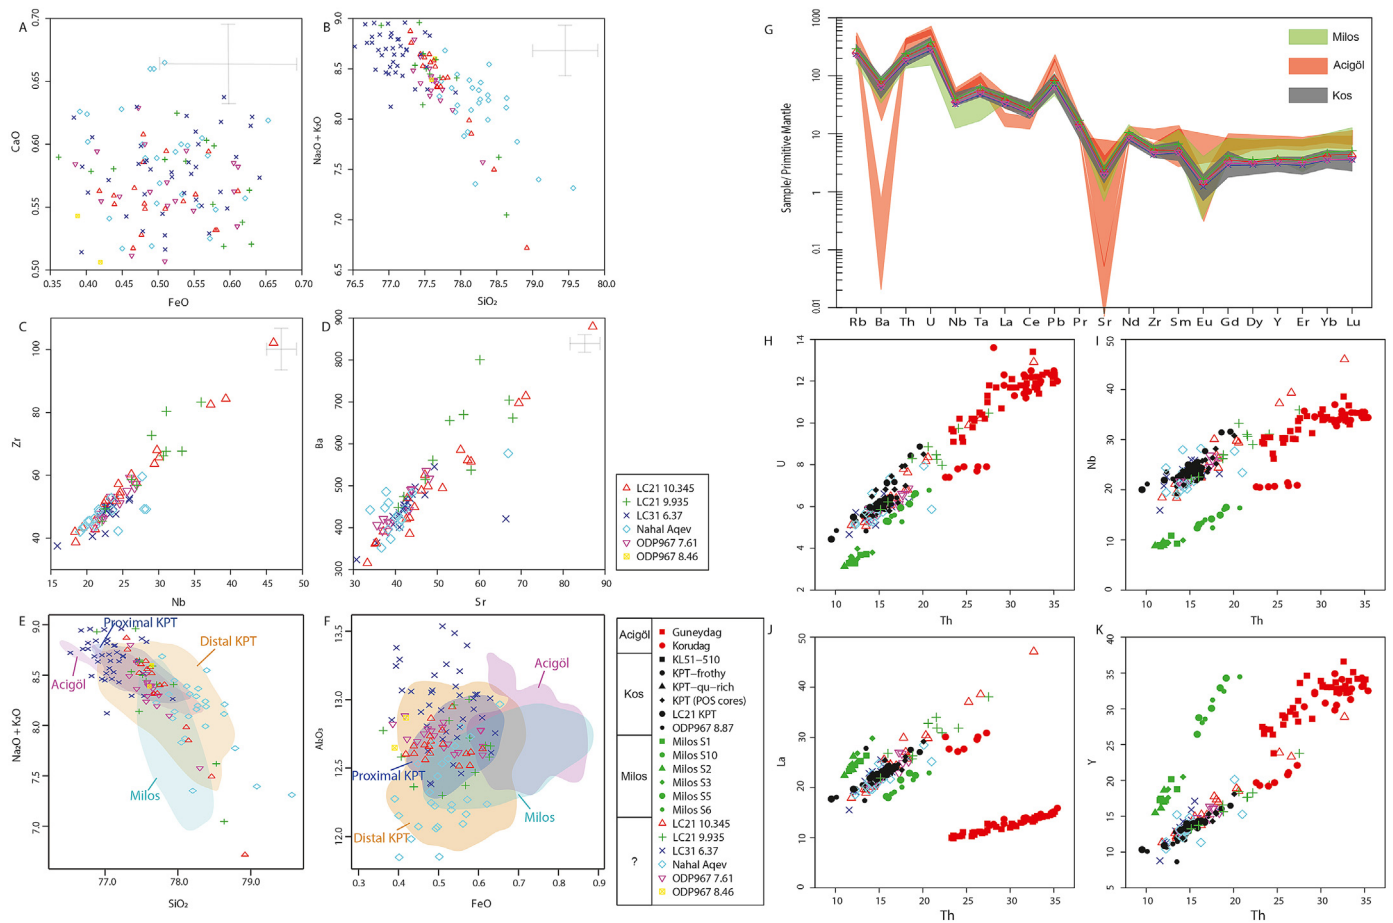 A
CaO
0.70
0.65
0.60
0.55
0.50
0.40 0.45 0.50 0.55 0.60 0.65 0.70
FeO
B
Na₂O + K₂O
9.0
8.5
8.0
7.5
7.0
6.5
76.5 77.0 77.5 78.0 78.5 79.0 79.5 80.0
SiO₂
G
Sample/ Primitive Mantle
1000
100
10
1
0.1
0.01
Milos
Acigöl
Kos
Rb Ba Th U Nb Ta La Ce Pb Pr Sr Nd Zr Sm Eu Gd Dy Y Er Yb Lu
C
Zr
100
80
60
40
15 20 25 30 35 40 45 50
Nb
D
Ba
900
800
700
600
500
400
300
30 40 50 60 70 80 90
Sr
LC21 10.345
LC21 9.935
LC31 6.37
Nahal Aqev
ODP967 7.61
ODP967 8.46
H
U
14
12
10
8
6
4
2
10 15 20 25 30 35
Th
I
Nb
50
40
30
20
10
0
10 15 20 25 30 35
Th
E
Na₂O + K₂O
9.0
8.5
8.0
7.5
7.0
77.0 78.0 79.0
SiO₂
Proximal KPT
Distal KPT
Acigöl
Milos
F
Al₂O₃
13.5
13.0
12.5
12.0
0.3 0.4 0.5 0.6 0.7 0.8 0.9
FeO
Acigöl
Proximal KPT
Milos
Distal KPT
Acigöl
Guneydag
Korudag
Kos
KL51–510
KPT–frothy
KPT–qu–rich
KPT (POS cores)
LC21 KPT
ODP967 8.87
Milos
Milos S1
Milos S10
Milos S2
Milos S3
Milos S5
Milos S6
?
LC21 10.345
LC21 9.935
LC31 6.37
Nahal Aqev
ODP967 7.61
ODP967 8.46
J
La
50
40
30
20
10
0
10 15 20 25 30 35
Th
K
Y
40
35
30
25
20
15
10
5
10 15 20 25 30 35
Th